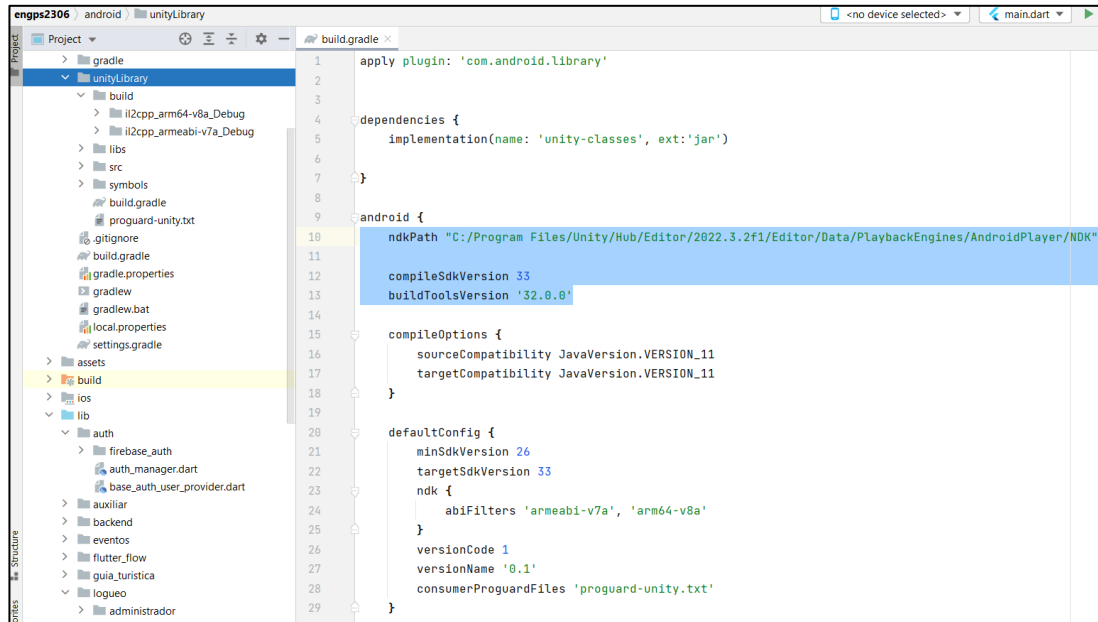 engps2306 android unityLibrary
<no device selected> main.dart
Project
Project
build.gradle
gradle
unityLibrary
build
il2cpp_arm64-v8a_Debug
il2cpp_armeabi-v7a_Debug
libs
src
symbols
build.gradle
proguard-unity.txt
.gitignore
build.gradle
gradle.properties
gradlew
gradlew.bat
local.properties
settings.gradle
assets
build
ios
lib
auth
firebase_auth
auth_manager.dart
base_auth_user_provider.dart
auxiliar
backend
eventos
flutter_flow
guia_turistica
logueo
administrador
Structure
1 apply plugin: 'com.android.library'
2
3
4 dependencies {
5 implementation(name: 'unity-classes', ext:'jar')
6
7 }
8
9 android {
10 ndkPath "C:/Program Files/Unity/Hub/Editor/2022.3.2f1/Editor/Data/PlaybackEngines/AndroidPlayer/NDK"
11
12 compileSdkVersion 33
13 buildToolsVersion '32.0.0'
14
15 compileOptions {
16 sourceCompatibility JavaVersion.VERSION_11
17 targetCompatibility JavaVersion.VERSION_11
18 }
19
20 defaultConfig {
21 minSdkVersion 26
22 targetSdkVersion 33
23 ndk {
24 abiFilters 'armeabi-v7a', 'arm64-v8a'
25 }
26 versionCode 1
27 versionName '0.1'
28 consumerProguardFiles 'proguard-unity.txt'
29 }